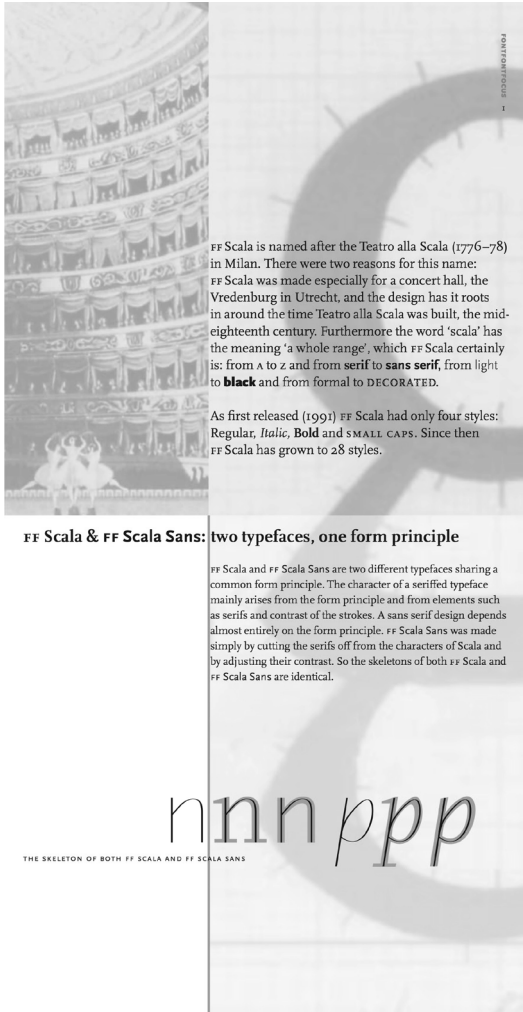 FONTFONTFOCUS
1
FF Scala is named after the Teatro alla Scala (1776–78)
in Milan. There were two reasons for this name:
FF Scala was made especially for a concert hall, the
Vredenburg in Utrecht, and the design has it roots
in around the time Teatro alla Scala was built, the mid-
eighteenth century. Furthermore the word ‘scala’ has
the meaning ‘a whole range’, which FF Scala certainly
is: from A to Z and from serif to sans serif, from light
to black and from formal to DECORATED.
As first released (1991) FF Scala had only four styles:
Regular, Italic, Bold and SMALL CAPS. Since then
FF Scala has grown to 28 styles.
FF Scala & FF Scala Sans: two typefaces, one form principle
FF Scala and FF Scala Sans are two different typefaces sharing a
common form principle. The character of a seriffed typeface
mainly arises from the form principle and from elements such
as serifs and contrast of the strokes. A sans serif design depends
almost entirely on the form principle. FF Scala Sans was made
simply by cutting the serifs off from the characters of Scala and
by adjusting their contrast. So the skeletons of both FF Scala and
FF Scala Sans are identical.
nnn ppp
THE SKELETON OF BOTH FF SCALA AND FF SCALA SANS